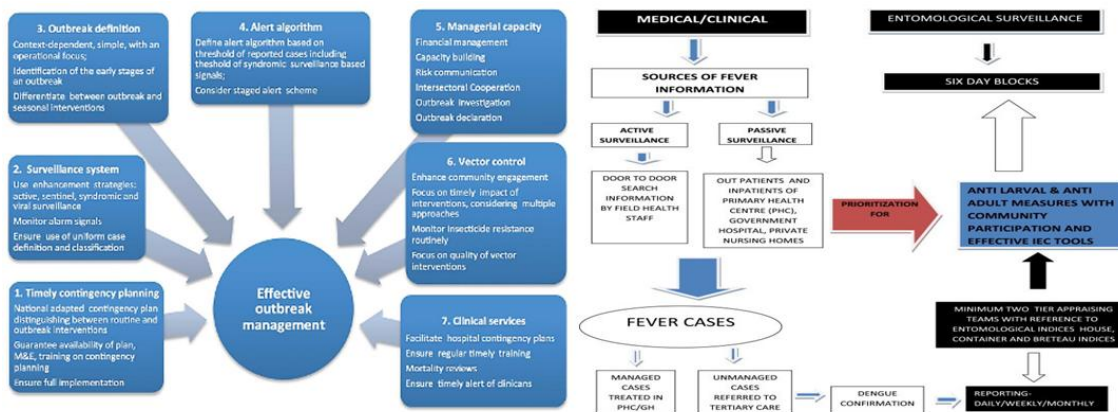 3. Outbreak definition
Context-dependent, simple, with an
operational focus;
Identification of the early stages of
an outbreak
Differentiate between outbreak and
seasonal interventions
4. Alert algorithm
Define alert algorithm based on
threshold of reported cases including
theshold of syndromic surveillance based
signals;
Consider staged alert scheme
5. Managerial capacity
Financial management
Capacity building
Risk communication
Intersectoral Cooperation
Outbreak Investigation
Outbreak declaration
2. Surveillance system
Use enhancement strategies:
active, sentinel, syndromic and
viral surveillance
Monitor alarm signals
Ensure use of uniform case
definition and classification
6. Vector control
Enhance community engagement
Focus on timely impact of
interventions, considering multiple
approaches
Monitor insecticide resistance
routinely
Focus on quality of vector
interventions
1. Timely contingency planning
National adapted contingency plan
distinguishing between routine and
outbreak interventions
Guarantee availability of plan,
M&E, training on contingency
planning
Ensure full implementation
Effective
outbreak
management
7. Clinical services
Facilitate hospital contingency plans
Ensure regular timely training
Mortality reviews
Ensure timely alert of clinicans
MEDICAL/CLINICAL
SOURCES OF FEVER
INFORMATION
ACTIVE
SURVEILLANCE
PASSIVE
SURVEILLANCE
DOOR TO DOOR
SEARCH
INFORMATION
BY FIELD HEALTH
STAFF
OUT PATIENTS AND
INPATIENTS OF
PRIMARY HEALTH
CENTRE (PHC),
GOVERNMENT
HOSPITAL, PRIVATE
NURSING HOMES
FEVER CASES
MANAGED
CASES
TREATED IN
PHC/GH
UNMANAGED
CASES
REFERRED TO
TERTIARY CARE
DENGUE
CONFIRMATION
REPORTING-
DAILY/WEEKLY/MONTHLY
PRIORITIZATION
FOR
ENTOMOLOGICAL SURVEILLANCE
SIX DAY BLOCKS
ANTI LARVAL & ANTI
ADULT MEASURES WITH
COMMUNITY
PARTICIPATION AND
EFFECTIVE IEC TOOLS
MINIMUM TWO TIER APPRAISING
TEAMS WITH REFERENCE TO
ENTOMOLOGICAL INDICES HOUSE,
CONTAINER AND BRETEAU INDICES